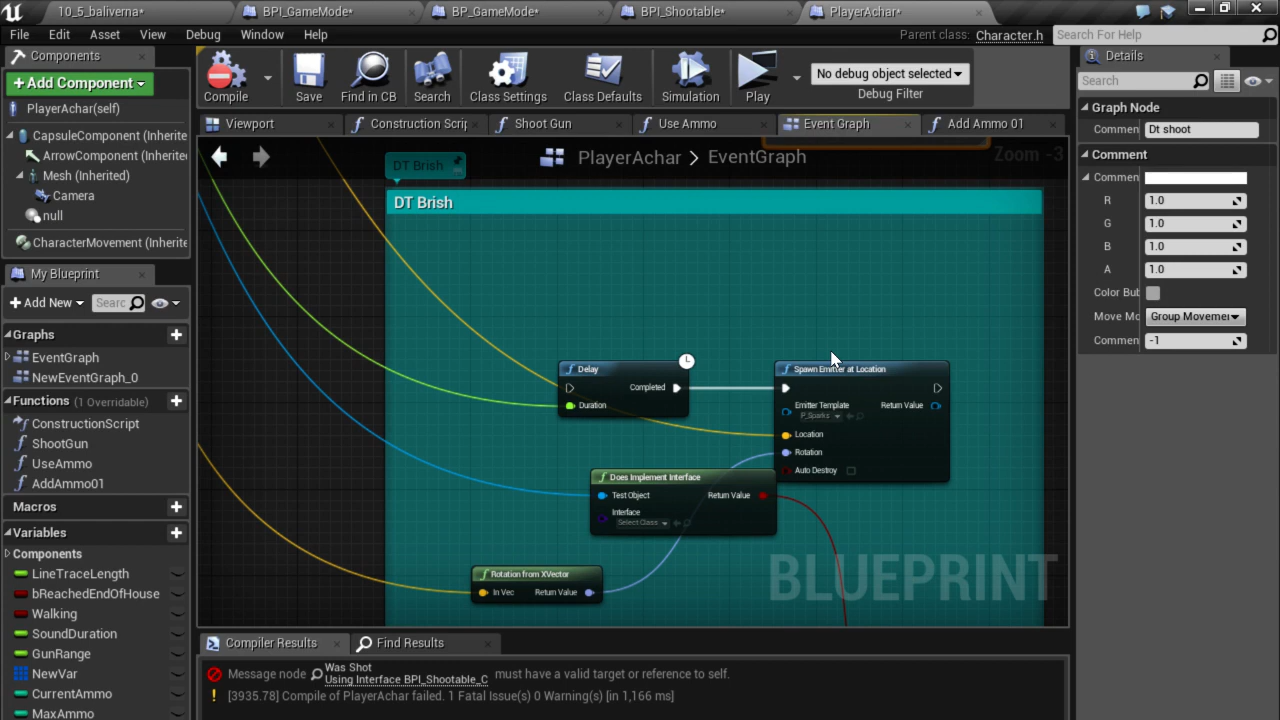 10_5_baliverna*
BPI_GameMode*
BP_GameMode*
BPI_Shootable*
PlayerAchar*
File
Edit
Asset
View
Debug
Window
Help
Parent class: Character.h
Search For Help
Components
+Add Component
PlayerAchar(self)
CapsuleComponent (Inherite
ArrowComponent (Inherited
Mesh (Inherited)
Camera
null
CharacterMovement (Inherite
My Blueprint
Add New
Searc
Graphs
EventGraph
NewEventGraph_0
Functions (1 Overridable)
ConstructionScript
ShootGun
UseAmmo
AddAmmo01
Macros
Variables
Components
LineTraceLength
bReachedEndOfHouse
Walking
SoundDuration
GunRange
NewVar
CurrentAmmo
MaxAmmo
Compile
Save
Find in CB
Search
Class Settings
Class Defaults
Simulation
Play
No debug object selected
Debug Filter
Viewport
Construction Scrip
Shoot Gun
Use Ammo
Event Graph
Add Ammo 01
PlayerAchar > EventGraph
Zoom -3
DT Brish
DT Brish
Delay
Completed
Duration
Spawn Emitter at Location
Emitter Template
P_Sparks
Return Value
Location
Rotation
Auto Destroy
Does Implement Interface
Test Object
Return Value
Interface
Select Class
Rotation from XVector
In Vec
Return Value
BLUEPRINT
Compiler Results
Find Results
Message node Was Shot
Using Interface BPI_Shootable_C must have a valid target or reference to self.
[3935.78] Compile of PlayerAchar failed. 1 Fatal Issue(s) 0 Warning(s) [in 1,166 ms]
Details
Search
Graph Node
Commen Dt shoot
Comment
Commen
R 1.0
G 1.0
B 1.0
A 1.0
Color Bub
Move Mo Group Movemen
Commen -1